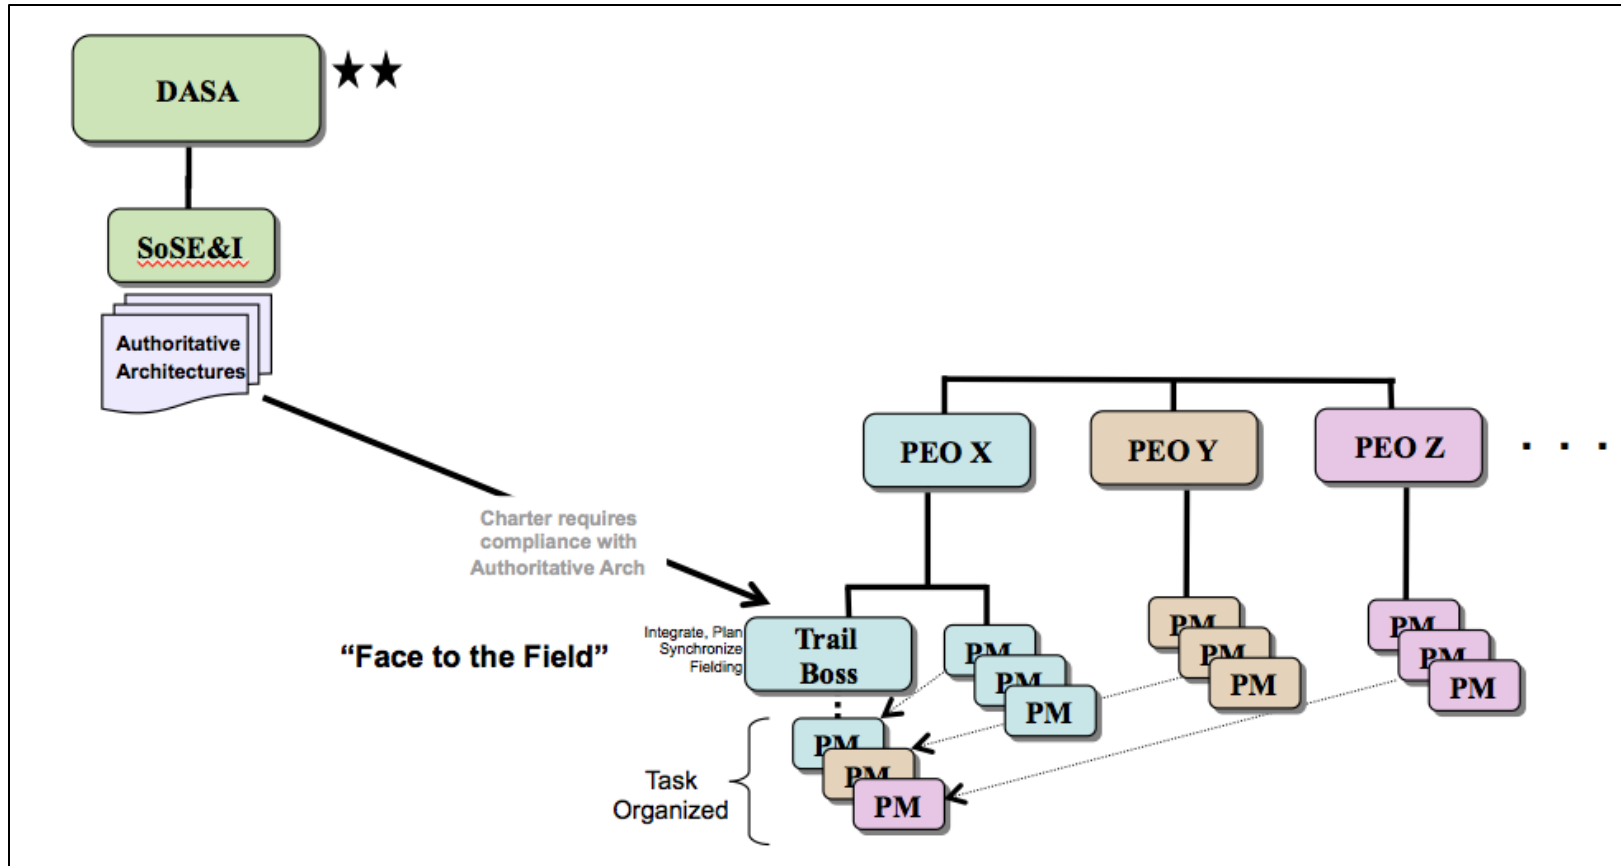 DASA
SoSE&I
Authoritative
Architectures
PEO X
PEO Y
PEO Z
. . .
Charter requires
compliance with
Authoritative Arch
"Face to the Field"
Integrate, Plan
Synchronize
Fielding
Trail
Boss
PM
PM
PM
PM
PM
PM
PM
PM
PM
Task
Organized
PM
PM
PM